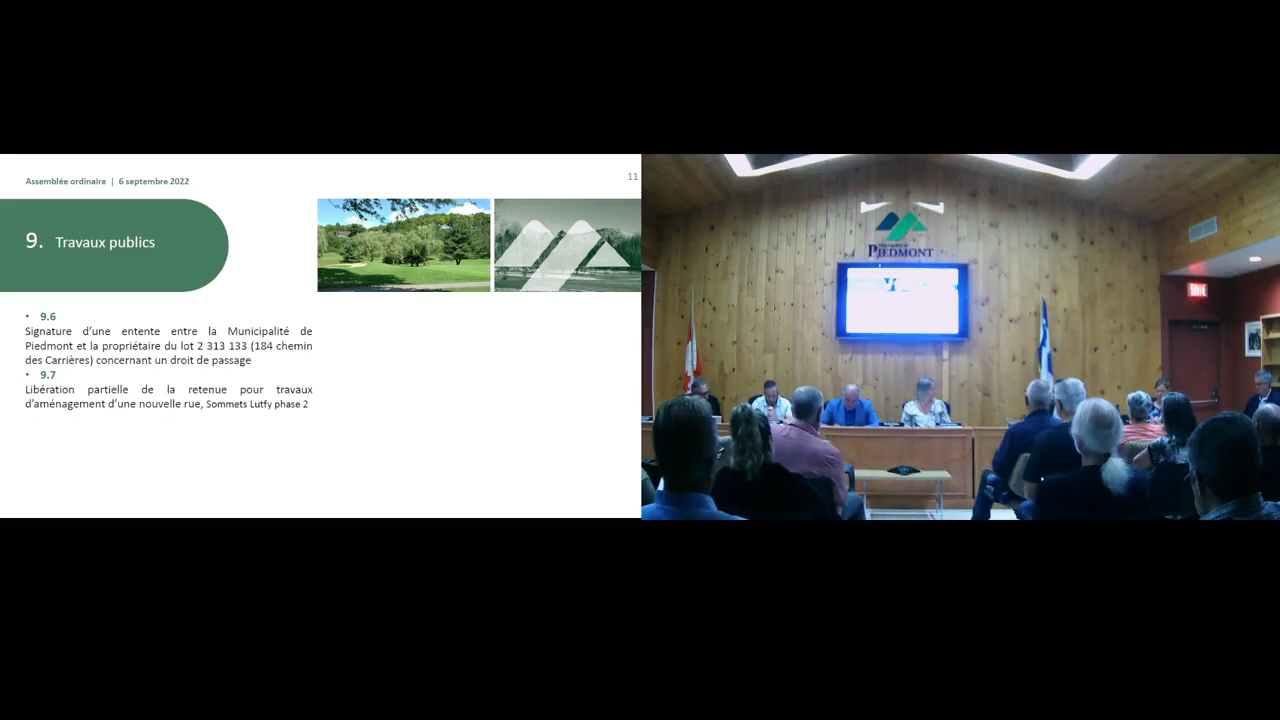 Assemblée ordinaire | 6 septembre 2022
11
9. Travaux publics
• 9.6
Signature d’une entente entre la Municipalité de
Piedmont et la propriétaire du lot 2 313 133 (184 chemin
des Carrières) concernant un droit de passage
• 9.7
Libération partielle de la retenue pour travaux
d’aménagement d’une nouvelle rue, Sommets Lutfy phase 2
PIEDMONT